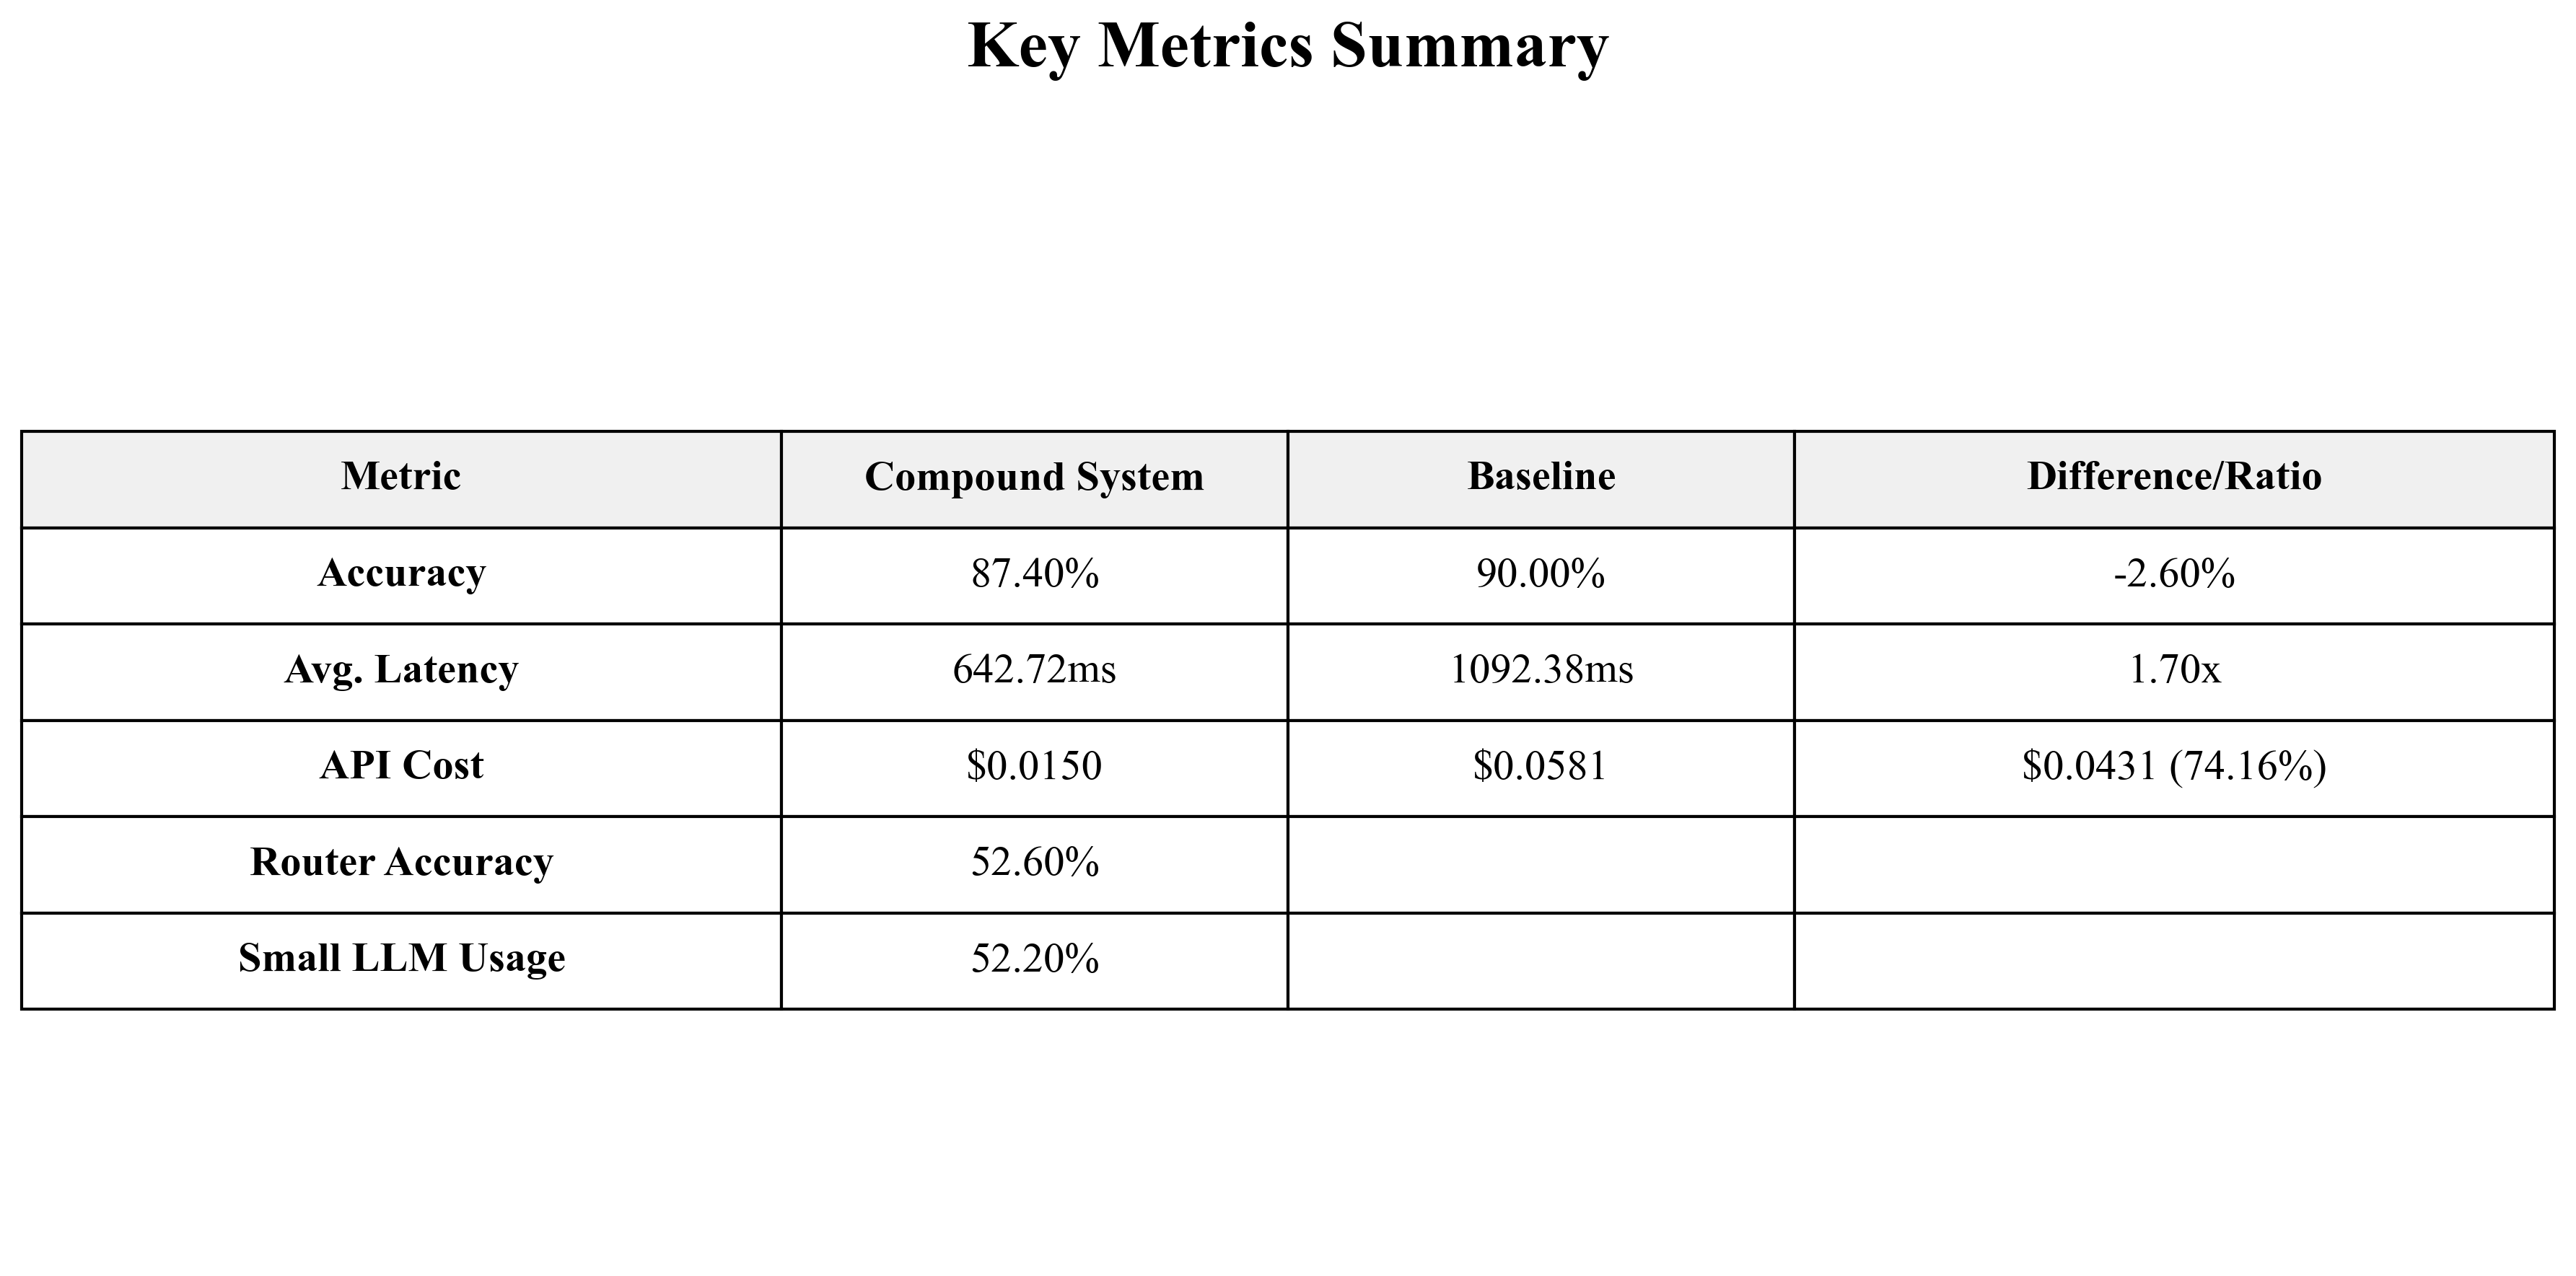 Key Metrics Summary
Metric Compound System Baseline Difference/Ratio
Accuracy 87.40% 90.00% -2.60%
Avg. Latency 642.72ms 1092.38ms 1.70x
API Cost $0.0150 $0.0581 $0.0431 (74.16%)
Router Accuracy 52.60%
Small LLM Usage 52.20%